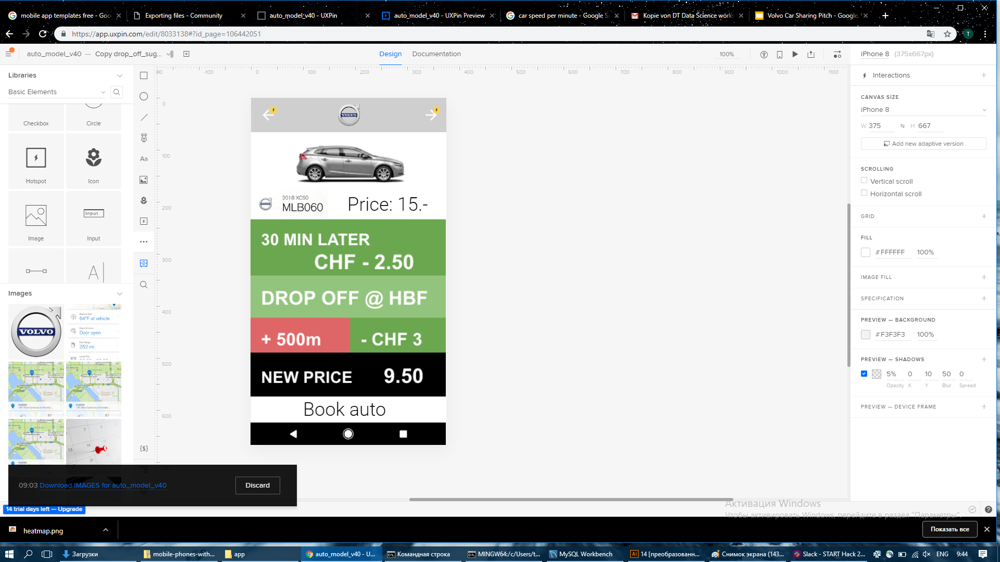 mobile app templates free - Goo
Exporting files - Community
auto_model_v40 - UXPin
auto_model_v40 - UXPin Preview
car speed per minute - Google S
Kopie von DT Data Science works
Volvo Car Sharing Pitch - Google
https://app.uxpin.com/edit/8033138#?id_page=106442051
T
auto_model_v40 — Copy drop_off_sug...
Design
Documentation
100%
iPhone 8 (375x667px)
Libraries
Basic Elements
Checkbox
Circle
Hotspot
Icon
Image
Input
Input
Images
VOLVO
Remote Start
64°F at vehicle
Doors & Locks
Door open
Fuel Range
352 mi.
MLB060
MLB060
MLB060
Aa
{$}
-100
0
100
200
300
400
500
600
700
800
900
1000
1100
0
100
200
300
400
500
600
VOLVO
2018 XC60
MLB060
Price: 15.-
30 MIN LATER
CHF - 2.50
DROP OFF @ HBF
+ 500m
- CHF 3
NEW PRICE
9.50
Book auto
Interactions
CANVAS SIZE
iPhone 8
W 375
H 667
Add new adaptive version
SCROLLING
Vertical scroll
Horizontal scroll
GRID
FILL
#FFFFFF 100%
IMAGE FILL
SPECIFICATION
PREVIEW — BACKGROUND
#F3F3F3 100%
PREVIEW — SHADOWS
5% 0 10 50 0
Opacity X Y Blur Spread
PREVIEW — DEVICE FRAME
09:03 Download IMAGES for auto_model_v40
Discard
14 trial days left — Upgrade
Активация Windows
Чтобы активировать Windows, перейдите в раздел "Параметры".
heatmap.png
Показать все
Загрузки
mobile-phones-with...
app
auto_model_v40 - U...
Командная строка
MINGW64:/c/Users/t...
MySQL Workbench
14 [преобразованн...
Снимок экрана (143...
Slack - START Hack 2...
ENG
9:44